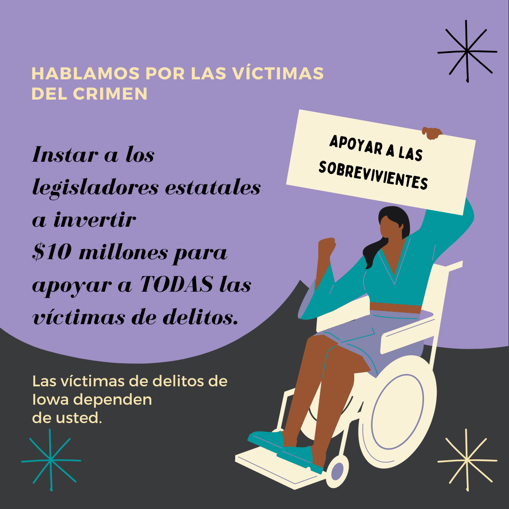 HABLAMOS POR LAS VÍCTIMAS
DEL CRIMEN
APOYAR A LAS
SOBREVIVIENTES
Instar a los
legisladores estatales
a invertir
$10 millones para
apoyar a TODAS las
víctimas de delitos.
Las víctimas de delitos de
Iowa dependen
de usted.